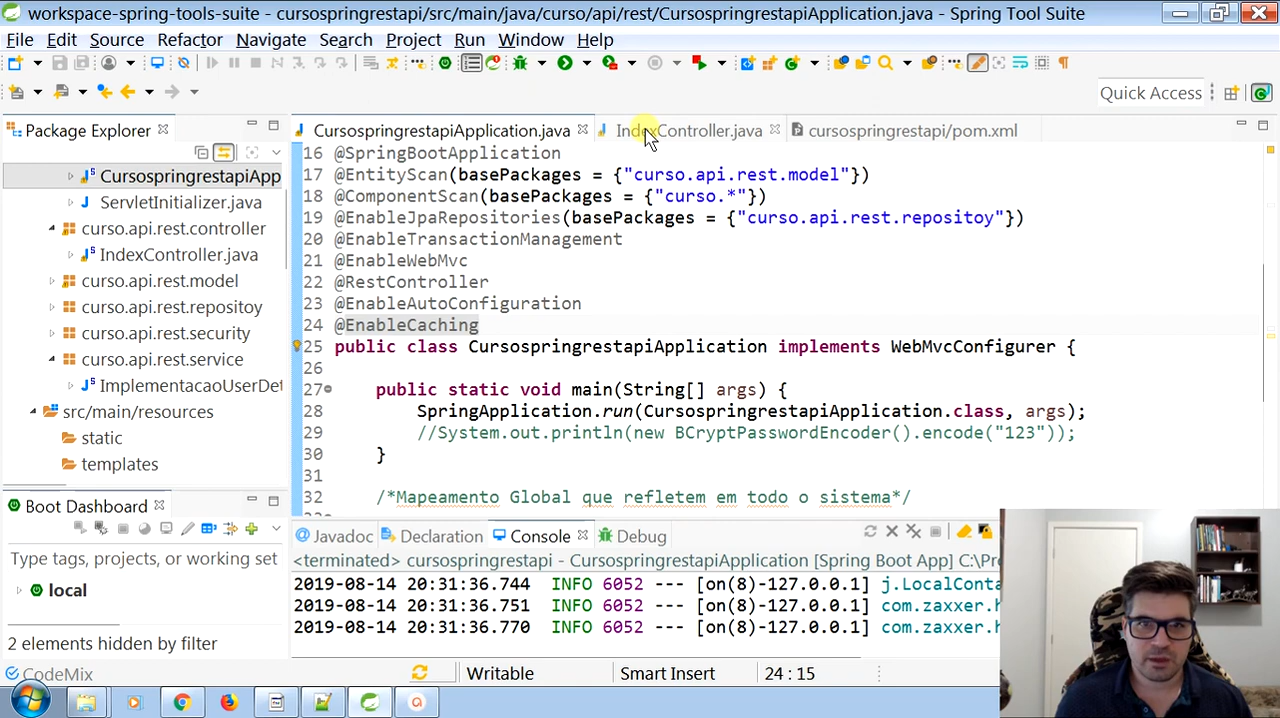 workspace-spring-tools-suite - cursospringrestapi/src/main/java/curso/api/rest/CursospringrestapiApplication.java - Spring Tool Suite
File Edit Source Refactor Navigate Search Project Run Window Help
Quick Access
Package Explorer
CursospringrestapiApplication.java IndexController.java cursospringrestapi/pom.xml
CursospringrestapiApp
ServletInitializer.java
curso.api.rest.controller
IndexController.java
curso.api.rest.model
curso.api.rest.repositoy
curso.api.rest.security
curso.api.rest.service
ImplementacaoUserDet
src/main/resources
static
templates
16 @SpringBootApplication
17 @EntityScan(basePackages = {"curso.api.rest.model"})
18 @ComponentScan(basePackages = {"curso.*"})
19 @EnableJpaRepositories(basePackages = {"curso.api.rest.repositoy"})
20 @EnableTransactionManagement
21 @EnableWebMvc
22 @RestController
23 @EnableAutoConfiguration
24 @EnableCaching
25 public class CursospringrestapiApplication implements WebMvcConfigurer {
26
27 public static void main(String[] args) {
28 SpringApplication.run(CursospringrestapiApplication.class, args);
29 //System.out.println(new BCryptPasswordEncoder().encode("123"));
30 }
31
32 /*Mapeamento Global que refletem em todo o sistema*/
Boot Dashboard
Type tags, projects, or working set
local
2 elements hidden by filter
Javadoc Declaration Console Debug
<terminated> cursospringrestapi - CursospringrestapiApplication [Spring Boot App] C:\Pro
2019-08-14 20:31:36.744 INFO 6052 --- [on(8)-127.0.0.1] j.LocalConta
2019-08-14 20:31:36.751 INFO 6052 --- [on(8)-127.0.0.1] com.zaxxer.h
2019-08-14 20:31:36.770 INFO 6052 --- [on(8)-127.0.0.1] com.zaxxer.h
CodeMix
Writable Smart Insert 24 : 15